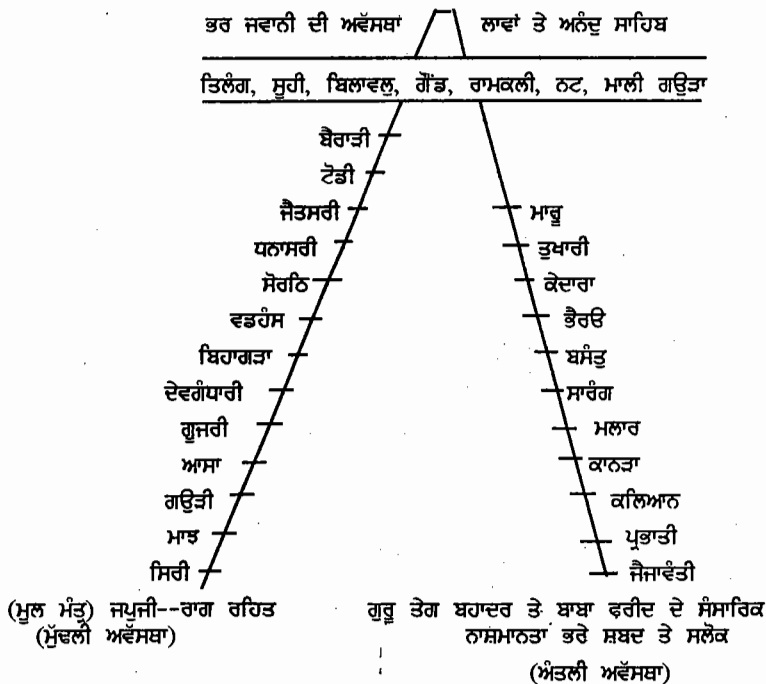 ਭਰ ਜਵਾਨੀ ਦੀ ਅਵੱਸਥਾਂ ਲਾਵਾਂ ਤੇ ਅਨੰਦੁ ਸਾਹਿਬ
ਤਿਲੰਗ, ਸੂਹੀ, ਬਿਲਾਵਲੁ, ਗੌਂਡ, ਰਾਮਕਲੀ, ਨਟ, ਮਾਲੀ ਗਉੜਾ
ਬੈਰਾੜੀ
ਟੋਡੀ
ਜੈਤਸਰੀ ਮਾਰੂ
ਧਨਾਸਰੀ ਤੁਖਾਰੀ
ਸੋਰਠਿ ਕੇਦਾਰਾ
ਵਡਹੰਸ ਭੈਰਉ
ਬਿਹਾਗੜਾ ਬਸੰਤੁ
ਦੇਵਗੰਧਾਰੀ ਸਾਰੰਗ
ਗੂਜਰੀ ਮਲਾਰ
ਆਸਾ ਕਾਨੜਾ
ਗਉੜੀ ਕਲਿਆਨ
ਮਾਝ ਪ੍ਰਭਾਤੀ
ਸਿਰੀ ਜੈਜਾਵੰਤੀ
(ਮੂਲ ਮੰਤ੍ਰ) ਜਪੁਜੀ--ਰਾਗ ਰਹਿਤ ਗੁਰੂ ਤੇਗ ਬਹਾਦਰ ਤੇ ਬਾਬਾ ਫਰੀਦ ਦੇ ਸੰਸਾਰਿਕ
(ਮੁੱਢਲੀ ਅਵੱਸਥਾ) ਨਾਸ਼ਮਾਨਤਾ ਭਰੇ ਸ਼ਬਦ ਤੇ ਸਲੋਕ
(ਅੰਤਲੀ ਅਵੱਸਥਾ)